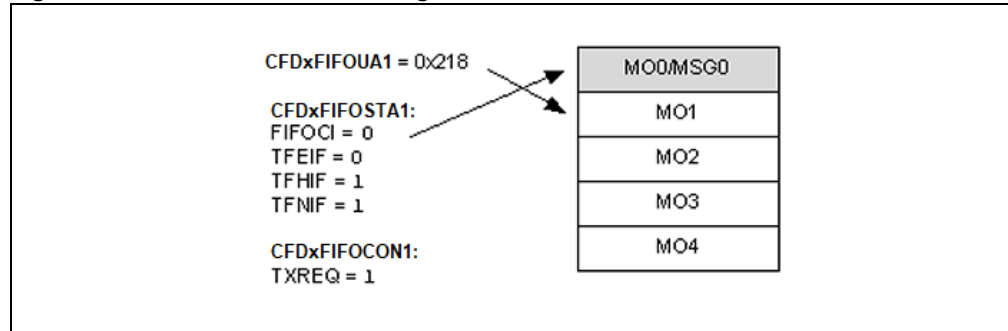 CFDxFIFOUA1 = 0x218
CFDxFIFOSTA1:
FIFOCI = 0
TFEIF = 0
TFHIF = 1
TFNIF = 1
CFDxFIFOCON1:
TXREQ = 1
MO0/MSG0
MO1
MO2
MO3
MO4